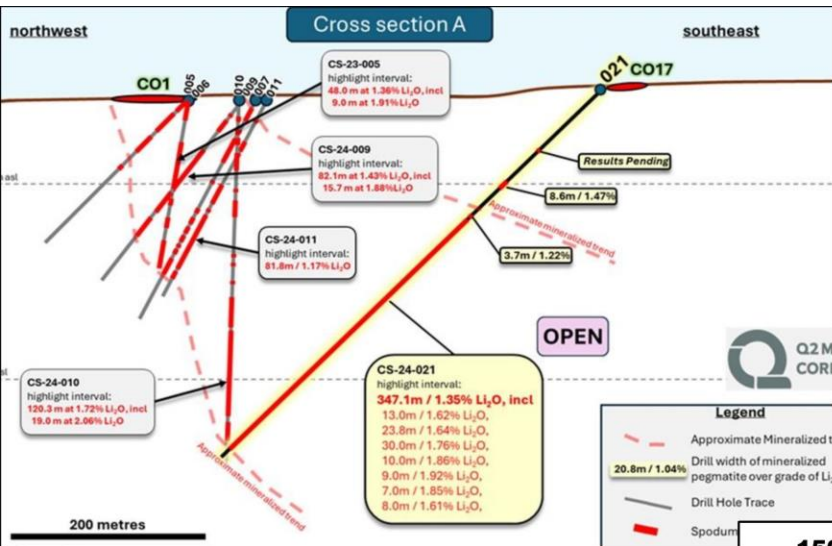 Cross section A
northwest
southeast
CO1
005
006
010
009
007
011
021
CO17
CS-23-005
highlight interval:
48.0 m at 1.36% Li₂O, incl
9.0 m at 1.91% Li₂O
CS-24-009
highlight interval:
82.1m at 1.43% Li₂O, incl
15.7 m at 1.88% Li₂O
CS-24-011
highlight interval:
81.8m / 1.17% Li₂O
Results Pending
asl
8.6m / 1.47%
Approximate mineralized trend
3.7m / 1.22%
OPEN
Q2 M
CORI
CS-24-010
highlight interval:
120.3 m at 1.72% Li₂O, incl
19.0 m at 2.06% Li₂O
CS-24-021
highlight interval:
347.1m / 1.35% Li₂O, incl
13.0m / 1.62% Li₂O,
23.8m / 1.64% Li₂O,
30.0m / 1.76% Li₂O,
10.0m / 1.86% Li₂O,
9.0m / 1.92% Li₂O,
7.0m / 1.85% Li₂O,
8.0m / 1.61% Li₂O,
Approximate mineralized trend
200 metres
Legend
Approximate Mineralized t
20.8m / 1.04%
Drill width of mineralized
pegmatite over grade of Li₂
Drill Hole Trace
Spodum